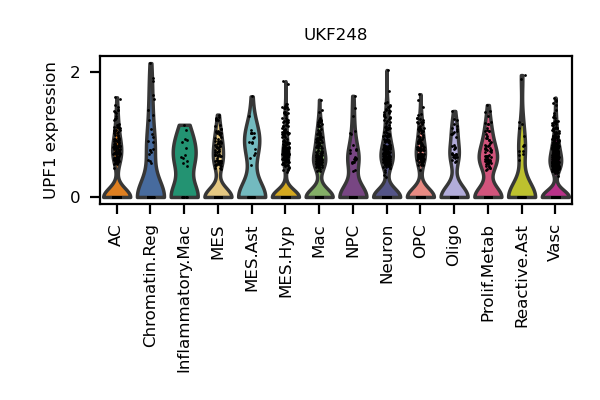 UKF248
UPF1 expression
2
0
AC
Chromatin.Reg
Inflammatory.Mac
MES
MES.Ast
MES.Hyp
Mac
NPC
Neuron
OPC
Oligo
Prolif.Metab
Reactive.Ast
Vasc